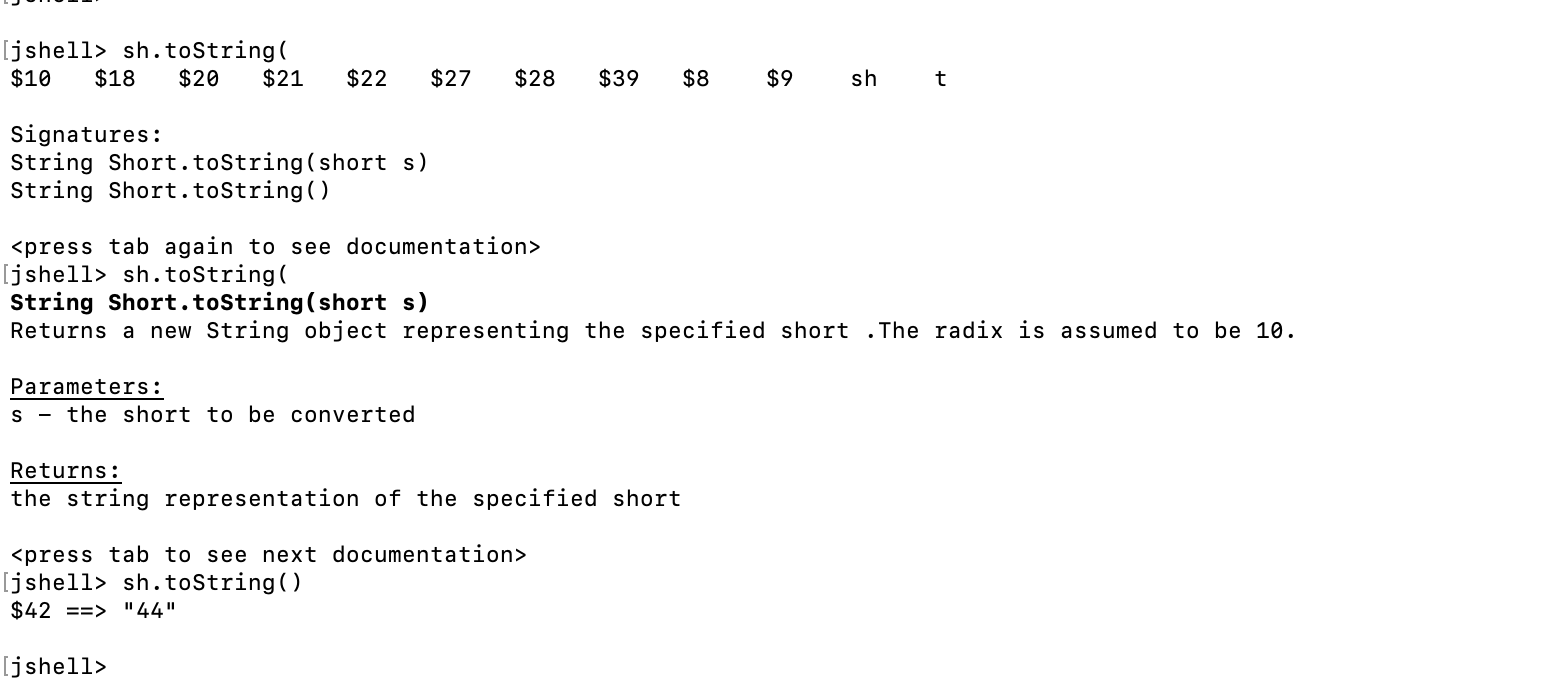 [jshell>
[jshell> sh.toString(
$10   $18   $20   $21   $22   $27   $28   $39   $8    $9    sh    t
Signatures:
String Short.toString(short s)
String Short.toString()
<press tab again to see documentation>
[jshell> sh.toString(
String Short.toString(short s)
Returns a new String object representing the specified short .The radix is assumed to be 10.
Parameters:
s – the short to be converted
Returns:
the string representation of the specified short
<press tab to see next documentation>
[jshell> sh.toString()
$42 ==> "44"
[jshell>